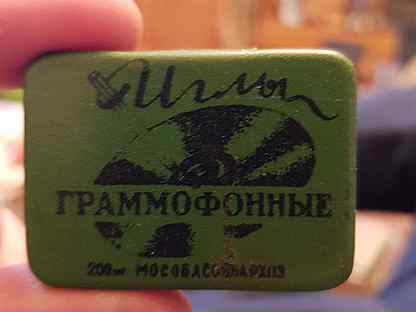 Иглы
ГРАММОФОННЫЕ
200шт МОСОБЛСОВНАРХОЗ